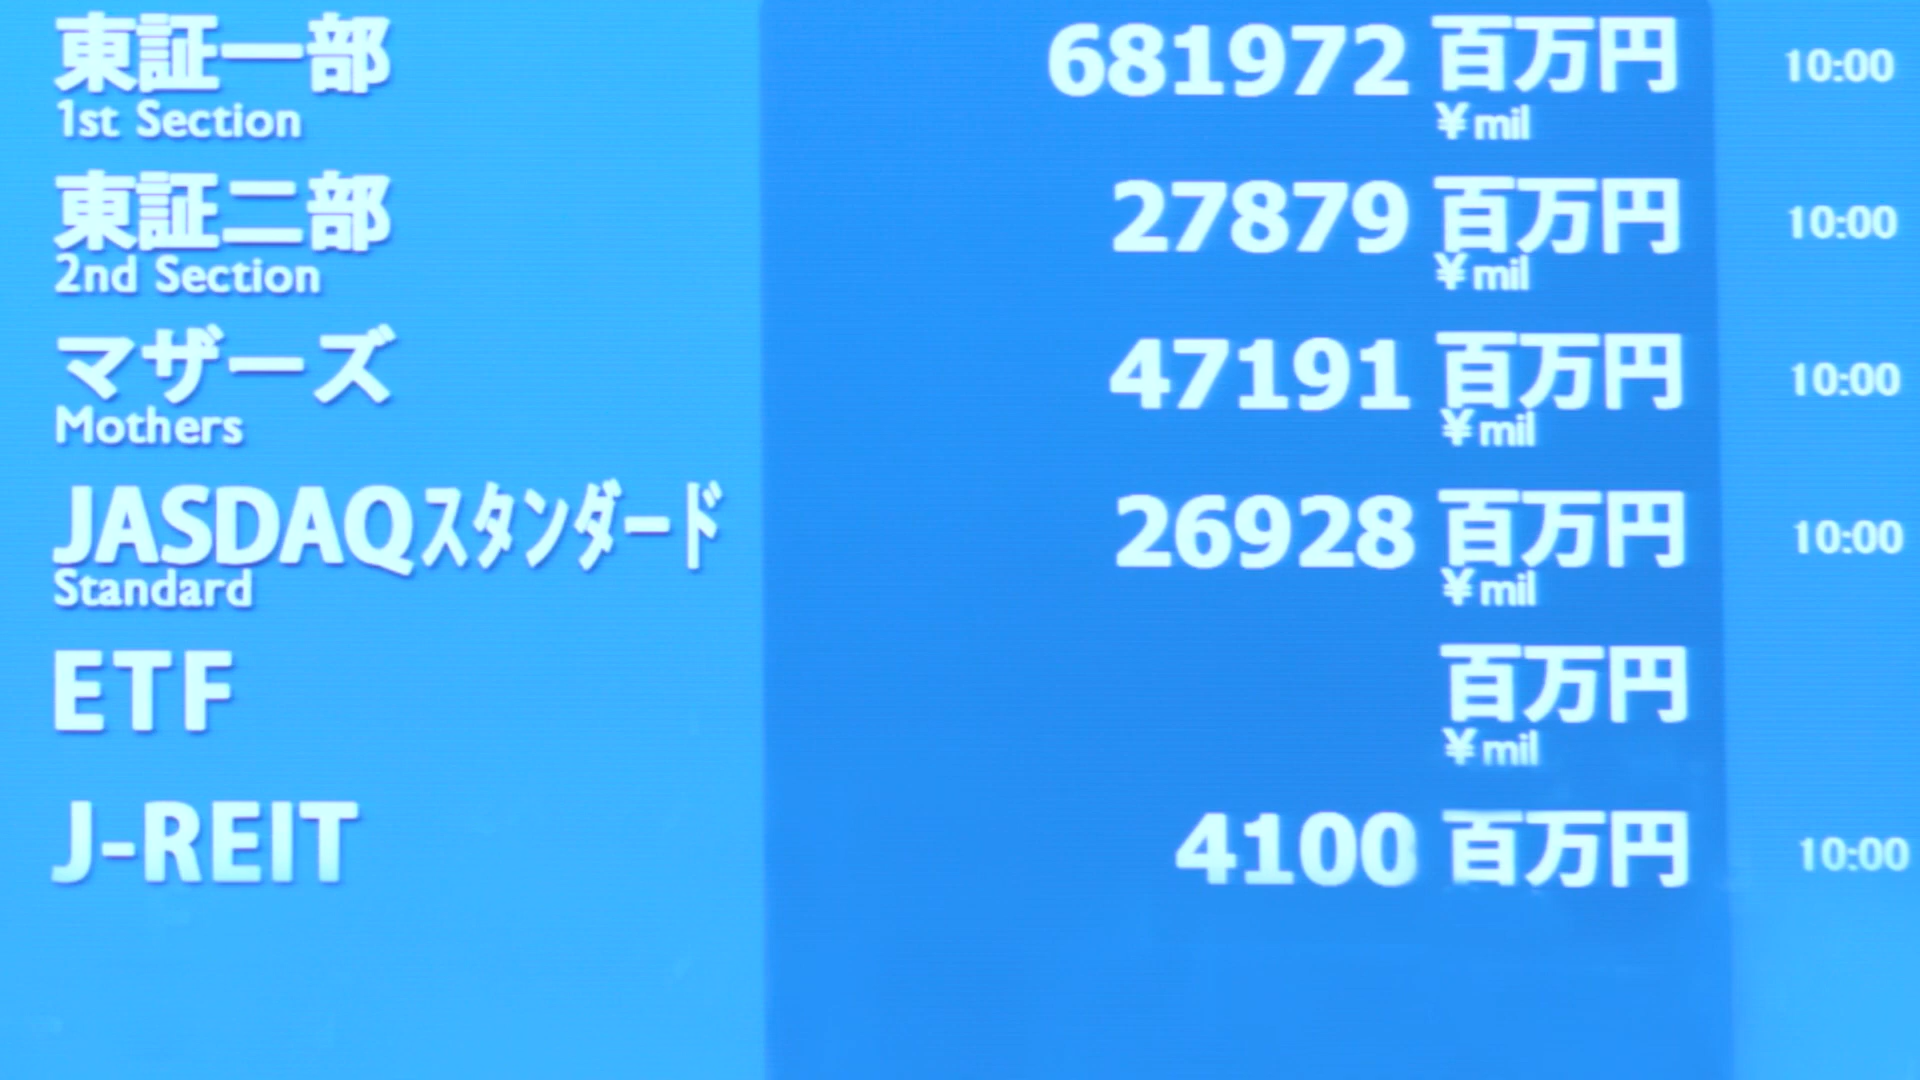 東証一部 681972 百万円 10:00
1st Section ¥mil
東証二部 27879 百万円 10:00
2nd Section ¥mil
マザーズ 47191 百万円 10:00
Mothers ¥mil
JASDAQスタンダード 26928 百万円 10:00
Standard ¥mil
ETF 百万円
¥mil
J-REIT 4100 百万円 10:00